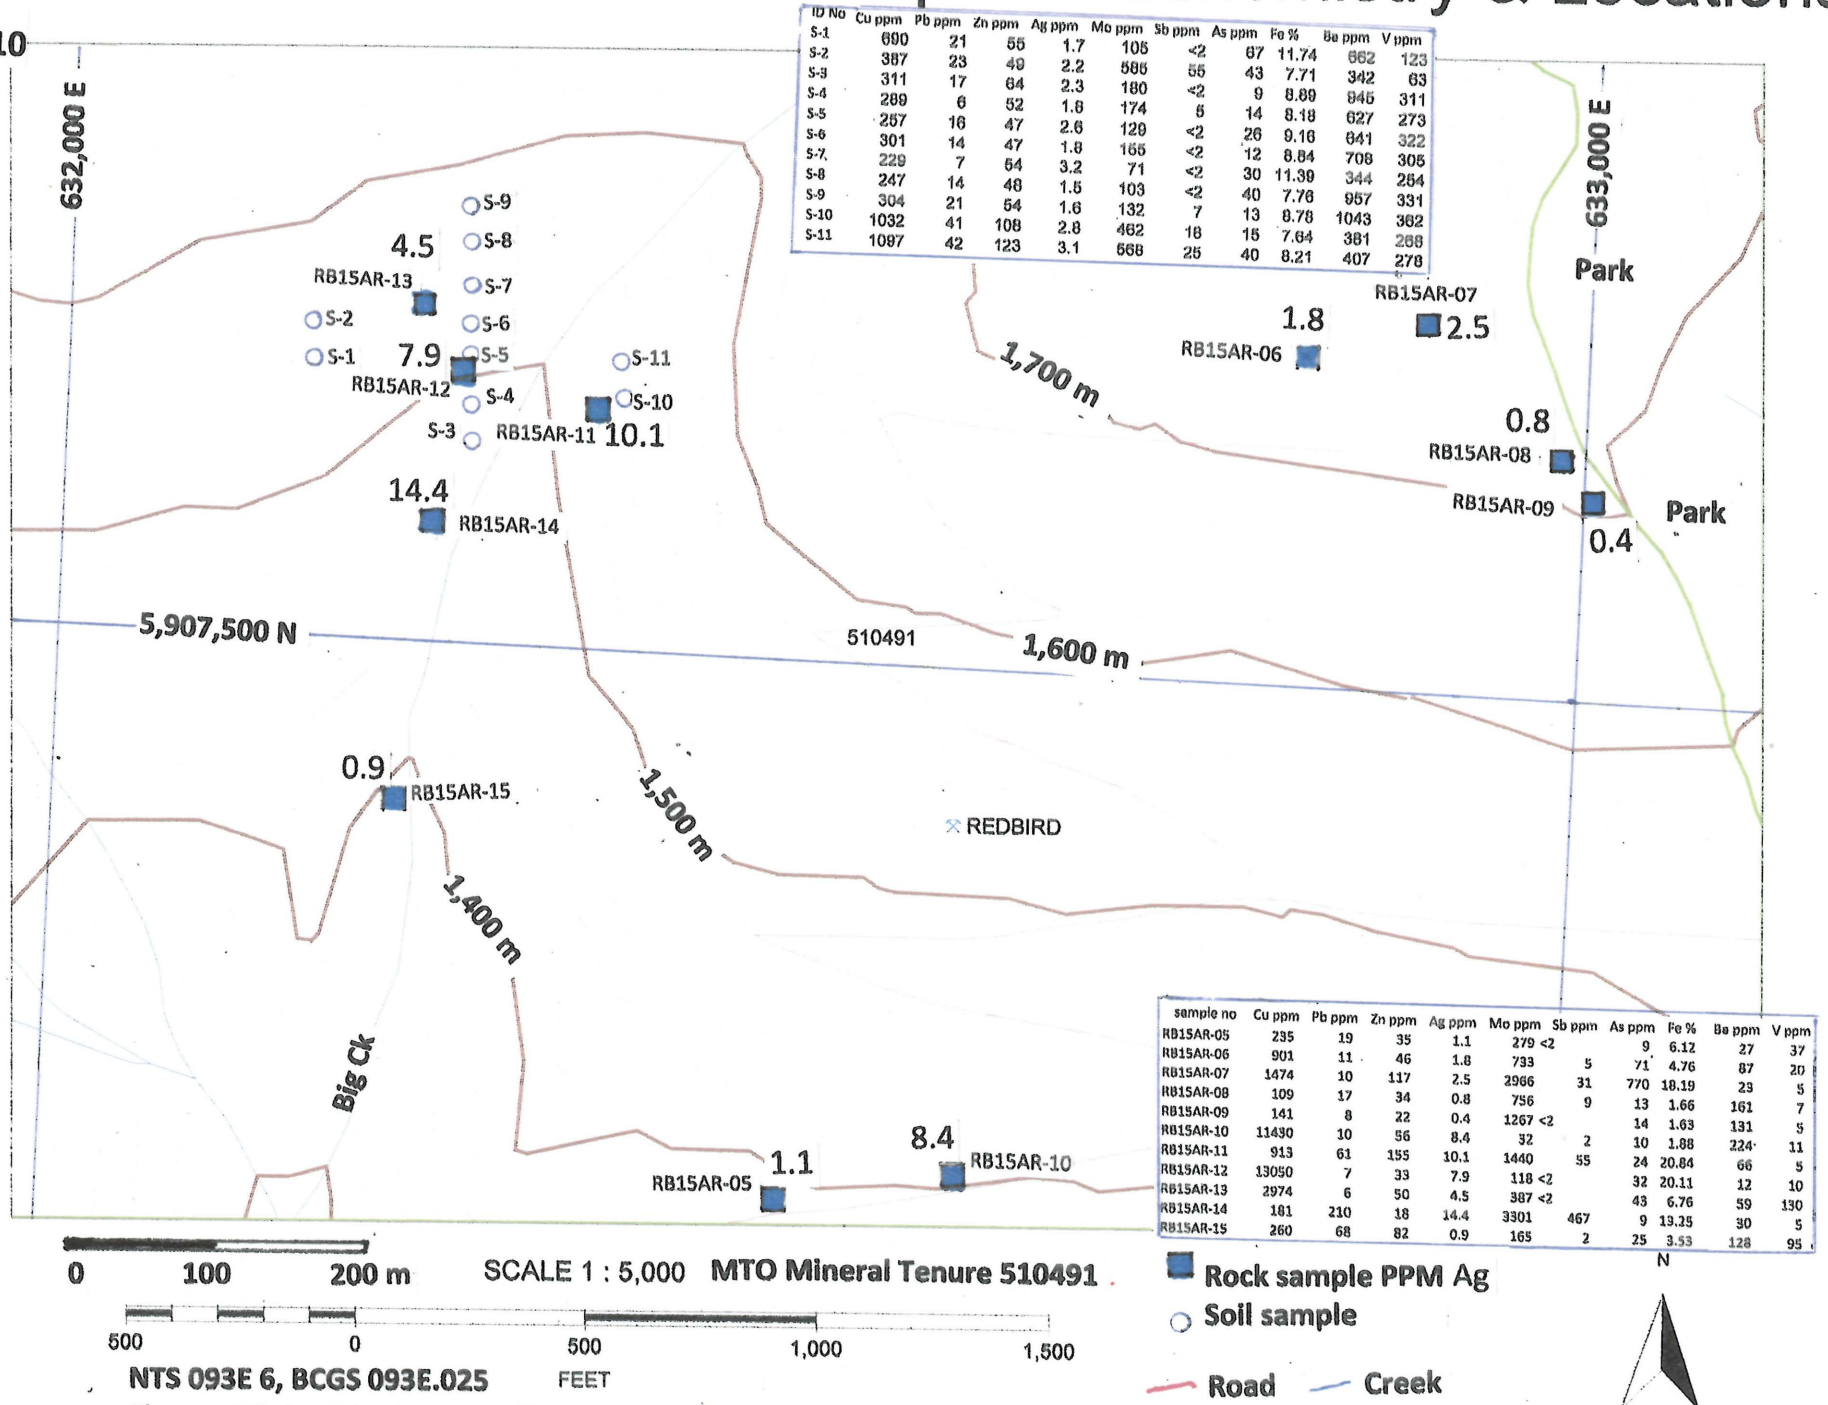 & Location
10
ID No Cu ppm Pb ppm Zn ppm Ag ppm Mo ppm Sb ppm As ppm Fe % Ba ppm V ppm
S-1 690 21 55 1.7 105 <2 67 11.74 662 123
S-2 387 23 49 2.2 586 55 43 7.71 342 63
S-3 311 17 64 2.3 180 <2 9 8.89 945 311
S-4 289 6 52 1.8 174 5 14 8.18 627 273
S-5 257 16 47 2.6 129 <2 26 9.16 841 322
S-6 301 14 47 1.8 165 <2 12 8.84 708 305
S-7 229 7 54 3.2 71 <2 30 11.39 344 254
S-8 247 14 48 1.5 103 <2 40 7.76 957 331
S-9 304 21 54 1.6 132 7 13 8.78 1043 362
S-10 1032 41 108 2.8 462 18 15 7.64 381 268
S-11 1097 42 123 3.1 568 25 40 8.21 407 278
632,000 E
633,000 E
Park
S-9
S-8
4.5
RB15AR-13
S-7
S-2
S-6
S-1
7.9
S-5
RB15AR-12
S-4
S-3
S-11
S-10
RB15AR-11 10.1
14.4
RB15AR-14
RB15AR-07
1.8
2.5
RB15AR-06
1,700 m
0.8
RB15AR-08
RB15AR-09
Park
0.4
5,907,500 N
510491
1,600 m
0.9
RB15AR-15
1,500 m
REDBIRD
1,400 m
Big Ck
8.4
RB15AR-10
1.1
RB15AR-05
sample no Cu ppm Pb ppm Zn ppm Ag ppm Mo ppm Sb ppm As ppm Fe % Ba ppm V ppm
RB15AR-05 235 19 35 1.1 279 <2 9 6.12 27 37
RB15AR-06 901 11 46 1.8 733 5 71 4.76 87 20
RB15AR-07 1474 10 117 2.5 2966 31 770 18.19 23 5
RB15AR-08 109 17 34 0.8 756 9 13 1.66 161 7
RB15AR-09 141 8 22 0.4 1267 <2 14 1.63 131 5
RB15AR-10 11430 10 56 8.4 32 2 10 1.88 224 11
RB15AR-11 913 61 155 10.1 1440 55 24 20.84 66 5
RB15AR-12 13050 7 33 7.9 118 <2 32 20.11 12 10
RB15AR-13 2974 6 50 4.5 387 <2 43 6.76 59 130
RB15AR-14 181 210 18 14.4 3301 467 9 13.25 30 5
RB15AR-15 260 68 82 0.9 165 2 25 3.53 128 95
0 100 200 m
SCALE 1 : 5,000 MTO Mineral Tenure 510491
500 0 500 1,000 1,500
FEET
NTS 093E 6, BCGS 093E.025
Rock sample PPM Ag
Soil sample
Road
Creek
N